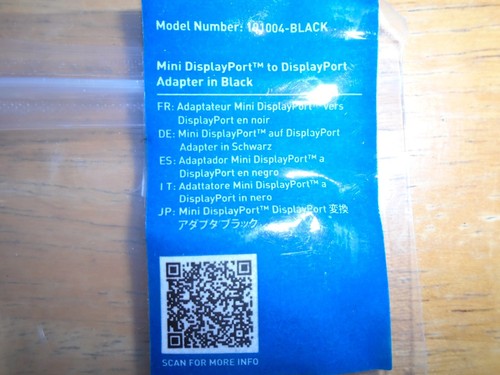 Model Number: 101004-BLACK
Mini DisplayPort™ to DisplayPort
Adapter in Black
FR: Adaptateur Mini DisplayPort™ vers
DisplayPort en noir
DE: Mini DisplayPort™ auf DisplayPort
Adapter in Schwarz
ES: Adaptador Mini DisplayPort™ a
DisplayPort en negro
IT: Adattatore Mini DisplayPort™ a
DisplayPort in nero
JP: Mini DisplayPort™ DisplayPort 変換
アダプタ ブラック
SCAN FOR MORE INFO